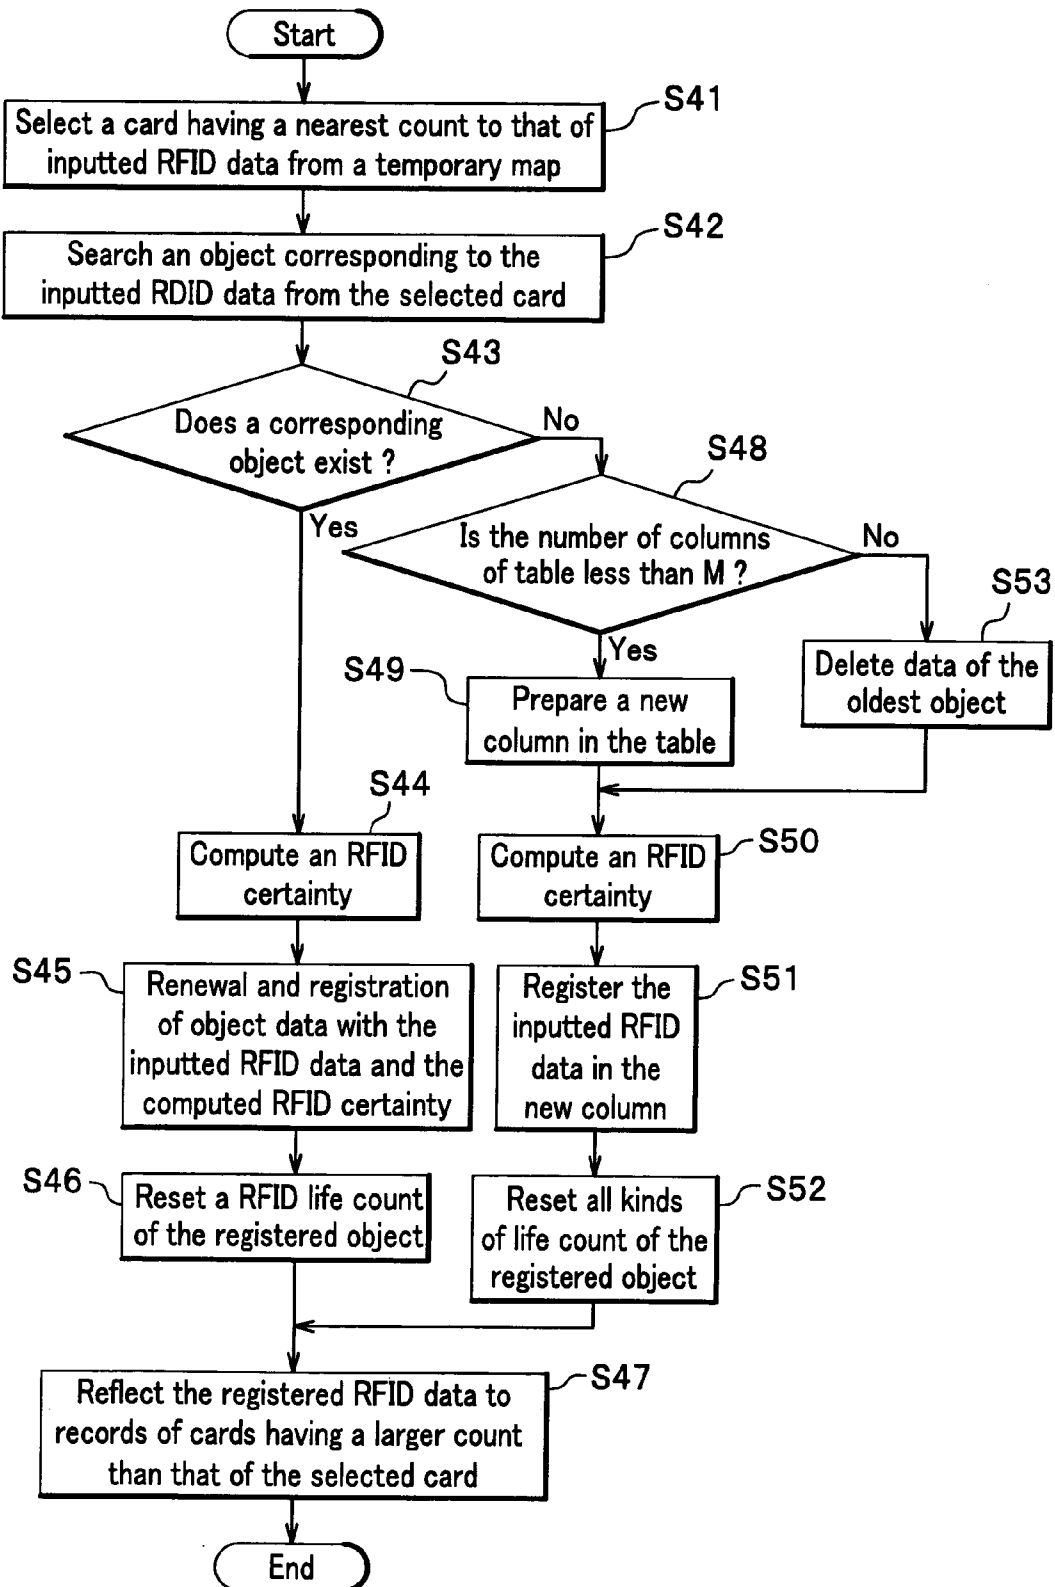 Start
S41
Select a card having a nearest count to that of
inputted RFID data from a temporary map
S42
Search an object corresponding to the
inputted RDID data from the selected card
S43
Does a corresponding
object exist ?
No
Yes
S48
Is the number of columns
of table less than M ?
No
Yes
S53
Delete data of the
oldest object
S49
Prepare a new
column in the table
S44
Compute an RFID
certainty
S50
Compute an RFID
certainty
S45
Renewal and registration
of object data with the
inputted RFID data and the
computed RFID certainty
S51
Register the
inputted RFID
data in the
new column
S46
Reset a RFID life count
of the registered object
S52
Reset all kinds
of life count of the
registered object
S47
Reflect the registered RFID data to
records of cards having a larger count
than that of the selected card
End